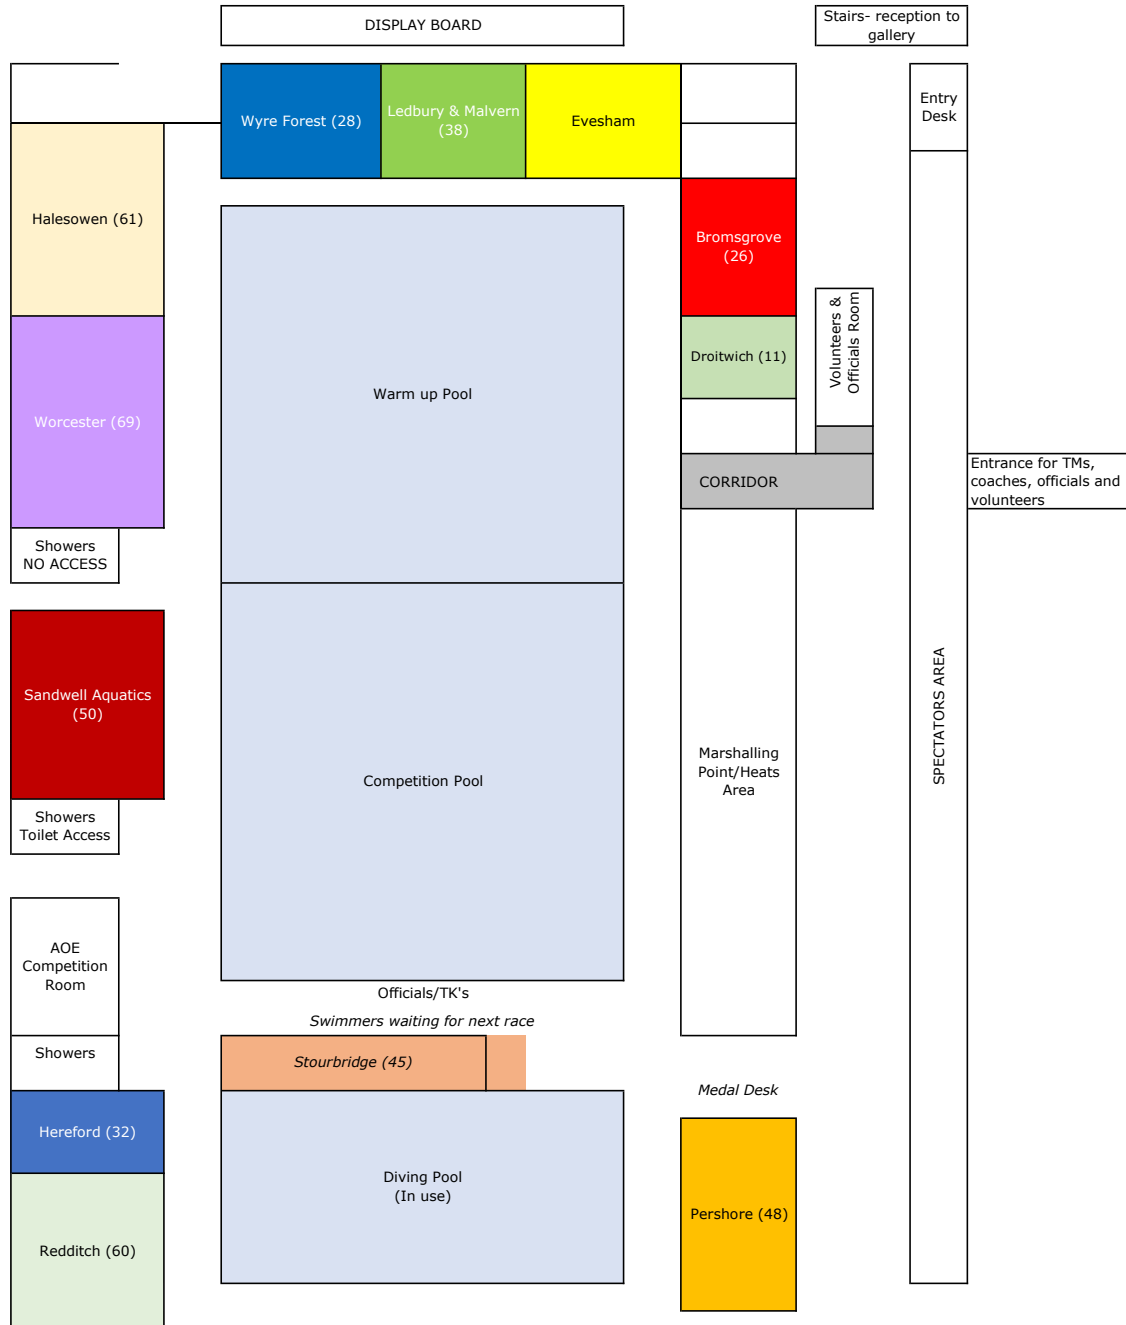 DISPLAY BOARD
Stairs- reception to
gallery
Wyre Forest (28)
Ledbury & Malvern
(38)
Evesham
Entry
Desk
Halesowen (61)
Bromsgrove
(26)
Volunteers &
Officials Room
Worcester (69)
Warm up Pool
Droitwich (11)
CORRIDOR
Entrance for TMs,
coaches, officials and
volunteers
Showers
NO ACCESS
Sandwell Aquatics
(50)
Competition Pool
Marshalling
Point/Heats
Area
SPECTATORS AREA
Showers
Toilet Access
AOE
Competition
Room
Officials/TK's
Swimmers waiting for next race
Showers
Stourbridge (45)
Medal Desk
Hereford (32)
Diving Pool
(In use)
Pershore (48)
Redditch (60)